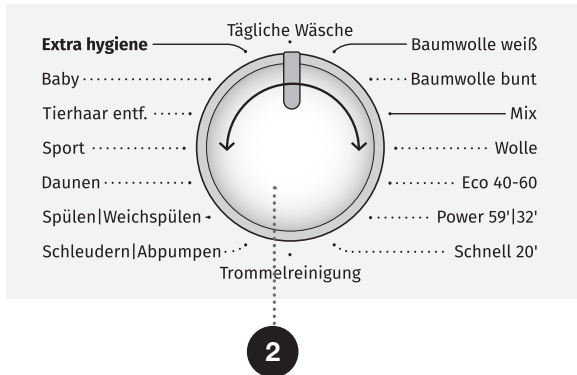 Tägliche Wäsche
Extra hygiene
Baumwolle weiß
Baby
Baumwolle bunt
Tierhaar entf.
Mix
Sport
Wolle
Daunen
Eco 40-60
Spülen|Weichspülen
Power 59'|32'
Schleudern|Abpumpen
Schnell 20'
Trommelreinigung
2